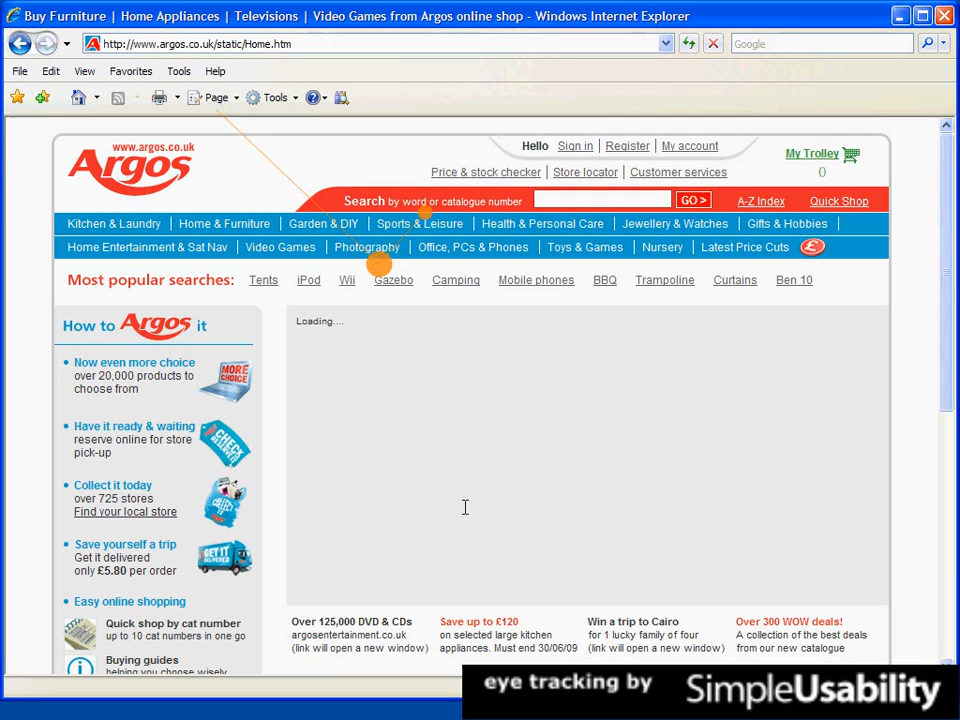 Buy Furniture | Home Appliances | Televisions | Video Games from Argos online shop - Windows Internet Explorer
http://www.argos.co.uk/static/Home.htm
Google
File Edit View Favorites Tools Help
Page Tools
www.argos.co.uk
Argos
Hello Sign in | Register | My account
My Trolley
()
Price & stock checker | Store locator | Customer services
Search by word or catalogue number GO > A-Z Index Quick Shop
Kitchen & Laundry | Home & Furniture | Garden & DIY | Sports & Leisure | Health & Personal Care | Jewellery & Watches | Gifts & Hobbies |
Home Entertainment & Sat Nav | Video Games | Photography | Office, PCs & Phones | Toys & Games | Nursery | Latest Price Cuts £
Most popular searches: Tents iPod Wii Gazebo Camping Mobile phones BBQ Trampoline Curtains Ben 10
How to Argos it
Loading....
Now even more choice
over 20,000 products to
choose from
MORE
CHOICE
Have it ready & waiting
reserve online for store
pick-up
CHECK
RESERVE
Collect it today
over 725 stores
Find your local store
COLLECT
IT
Save yourself a trip
Get it delivered
only £5.80 per order
GET IT
DELIVERED
Easy online shopping
Quick shop by cat number
up to 10 cat numbers in one go
Buying guides
helping you choose wisely
Over 125,000 DVD & CDs
argosentertainment.co.uk
(link will open a new window)
Save up to £120
on selected large kitchen
appliances. Must end 30/06/09
Win a trip to Cairo
for 1 lucky family of four
(link will open a new window)
Over 300 WOW deals!
A collection of the best deals
from our new catalogue
eye tracking by SimpleUsability